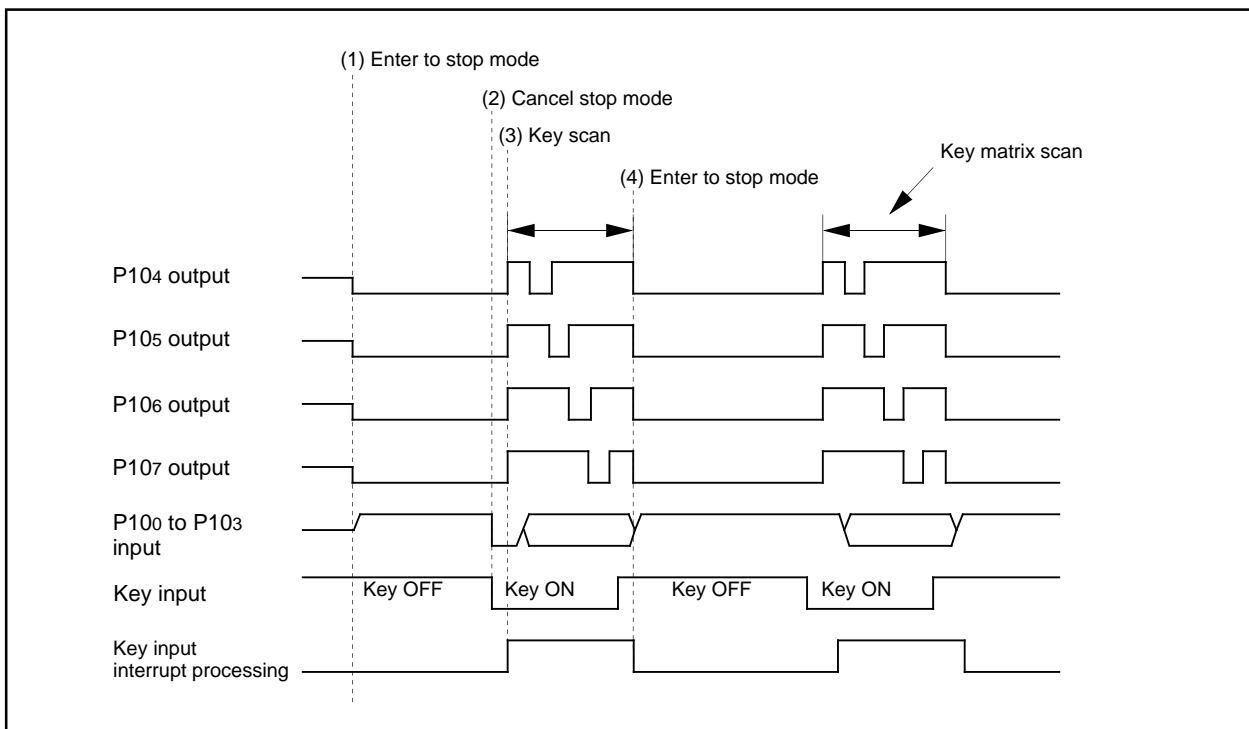 (1) Enter to stop mode
(2) Cancel stop mode
(3) Key scan
Key matrix scan
(4) Enter to stop mode
P104 output
P105 output
P106 output
P107 output
P100 to P103
input
Key input
Key OFF
Key ON
Key OFF
Key ON
Key input
interrupt processing